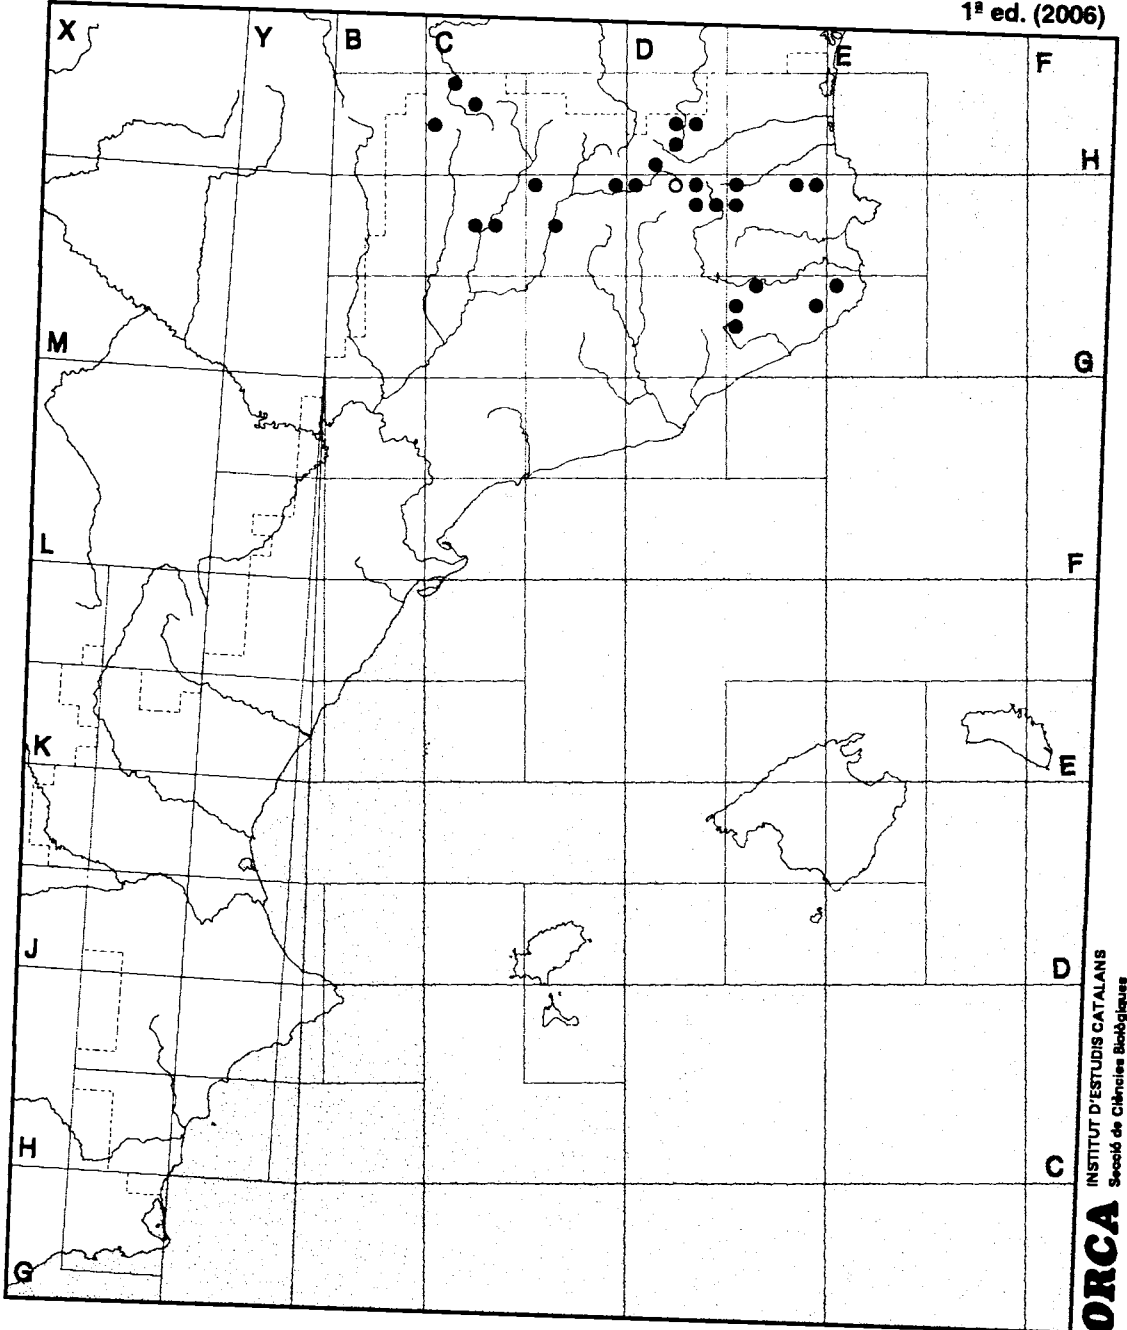 1ª ed. (2006)
X
Y
B
C
D
E
F
H
M
G
L
F
K
E
J
D
H
C
G
ORCA
INSTITUT D'ESTUDIS CATALANS
Secció de Ciències Biològiques